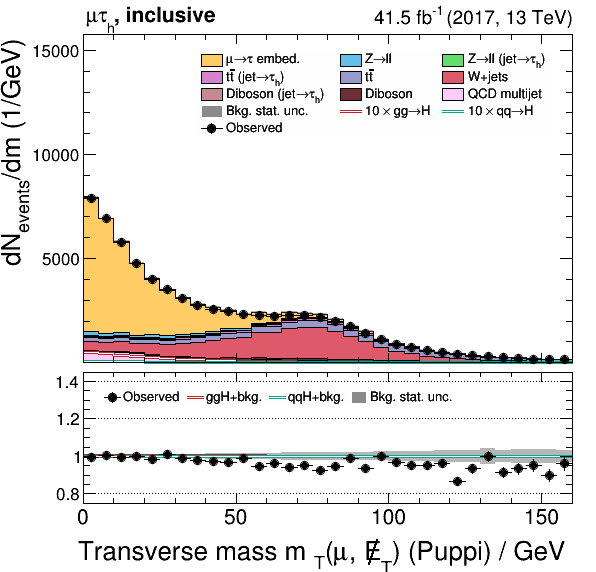 μτh, inclusive
41.5 fb⁻¹ (2017, 13 TeV)
dNevents/dm (1/GeV)
15000
10000
5000
μ→τ embed.
Z→ll
Z→ll (jet→τh)
tt̄ (jet→τh)
tt̄
W+jets
Diboson (jet→τh)
Diboson
QCD multijet
Bkg. stat. unc.
10 × gg→H
10 × qq→H
Observed
1.4
1.2
1
0.8
Observed
ggH+bkg.
qqH+bkg.
Bkg. stat. unc.
0
50
100
150
Transverse mass m T(μ, E̸T) (Puppi) / GeV